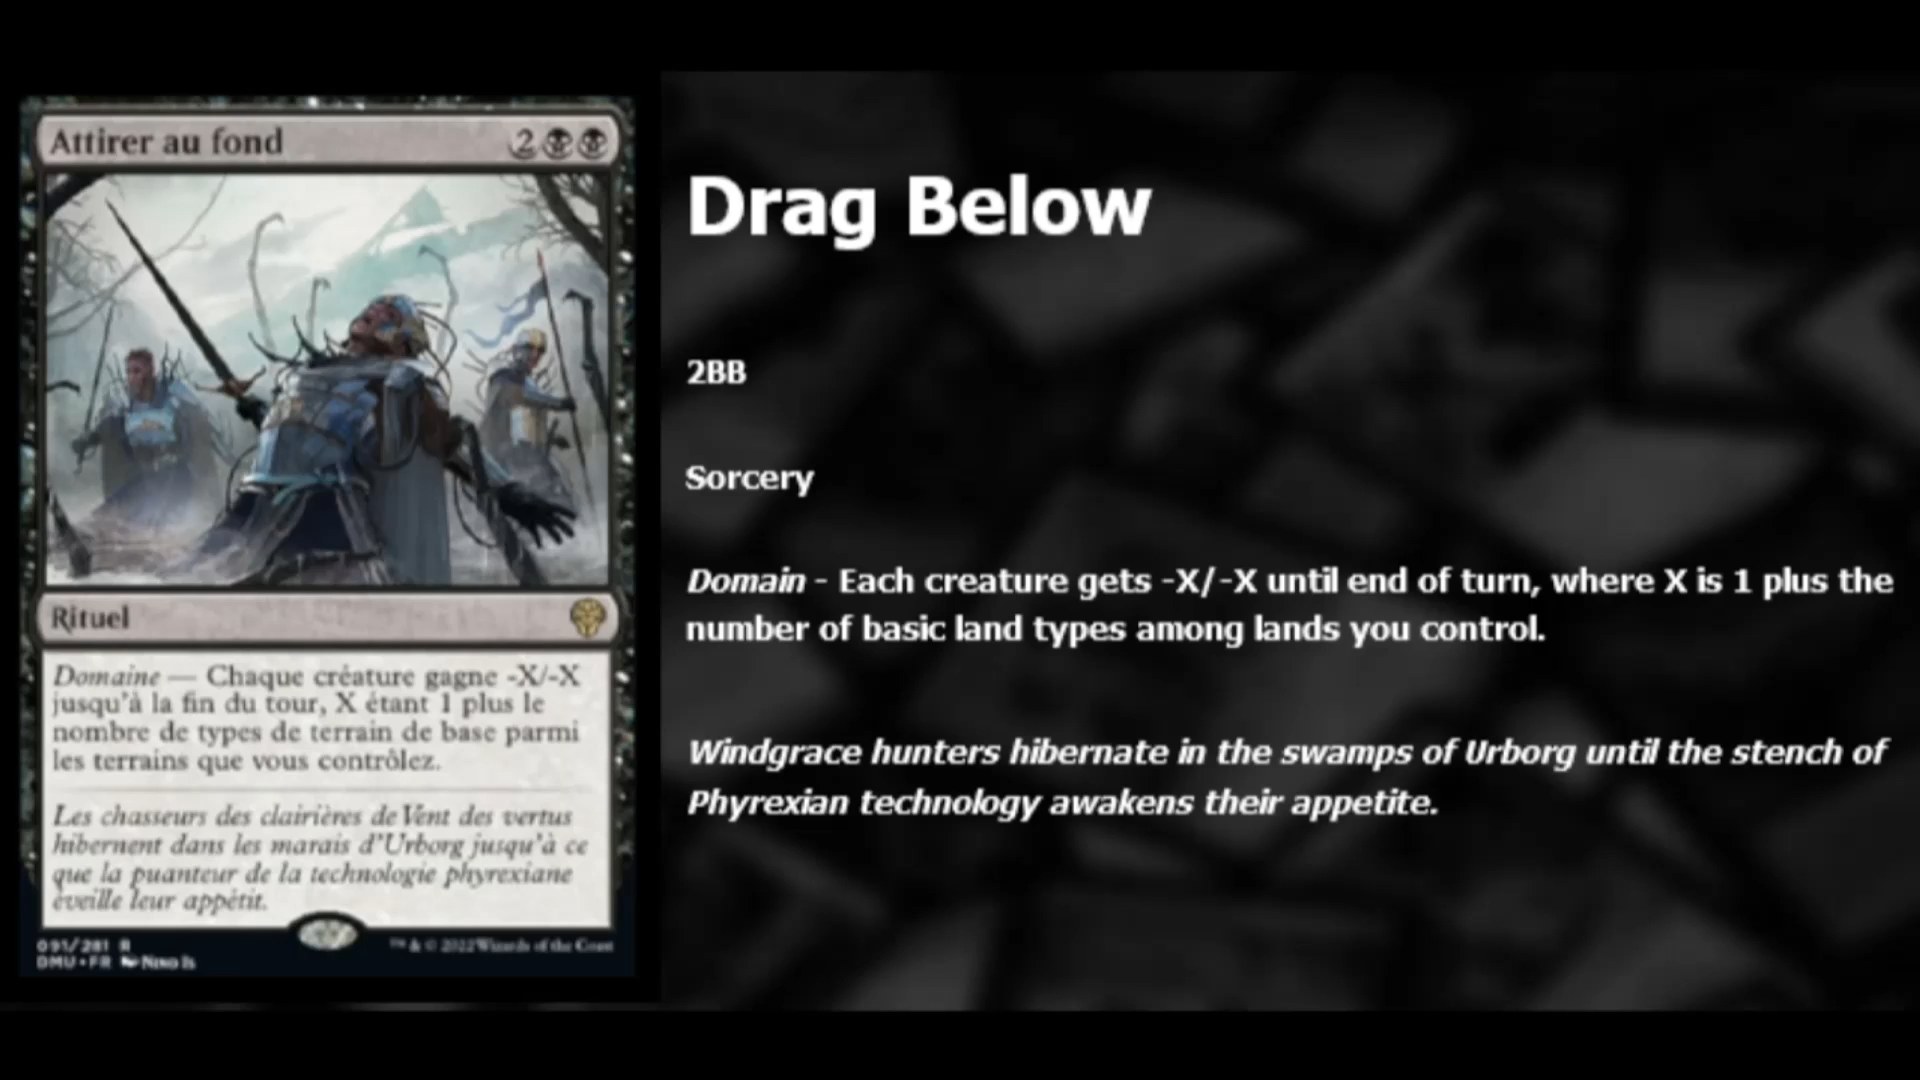 Attirer au fond
2
Rituel
Domaine — Chaque créature gagne -X/-X
jusqu'à la fin du tour, X étant 1 plus le
nombre de types de terrain de base parmi
les terrains que vous contrôlez.
Les chasseurs des clairières de Vent des vertus
hibernent dans les marais d'Urborg jusqu'à ce
que la puanteur de la technologie phyrexiane
éveille leur appétit.
091/281 R
DMU • FR Nino Is
™ & © 2022 Wizards of the Coast
Drag Below
2BB
Sorcery
Domain - Each creature gets -X/-X until end of turn, where X is 1 plus the
number of basic land types among lands you control.
Windgrace hunters hibernate in the swamps of Urborg until the stench of
Phyrexian technology awakens their appetite.